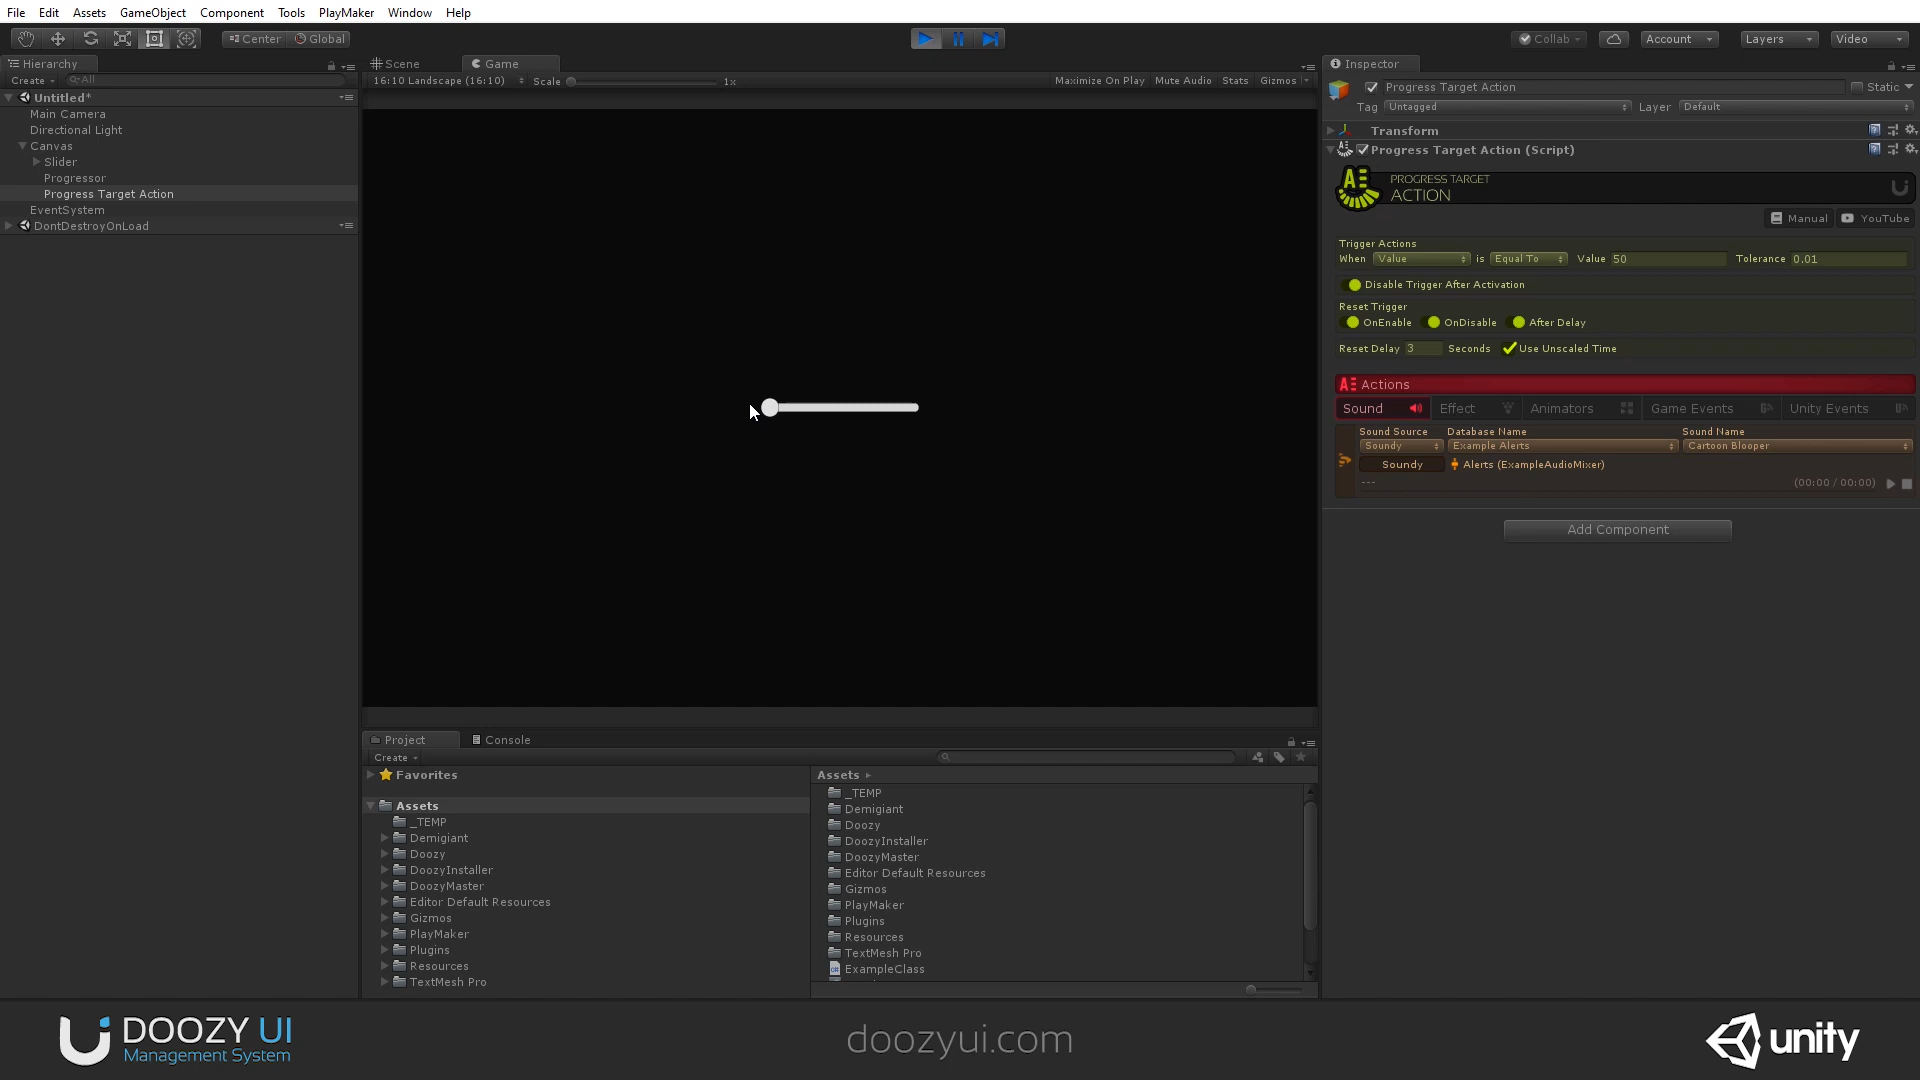 File Edit Assets GameObject Component Tools PlayMaker Window Help
Center Global Collab Account Layers Video
Hierarchy
Create All
Untitled*
Main Camera
Directional Light
Canvas
Slider
Progressor
Progress Target Action
EventSystem
DontDestroyOnLoad
Scene Game
16:10 Landscape (16:10) Scale 1x Maximize On Play Mute Audio Stats Gizmos
Project Console
Create
Favorites
Assets
_TEMP
Demigiant
Doozy
DoozyInstaller
DoozyMaster
Editor Default Resources
Gizmos
PlayMaker
Plugins
Resources
TextMesh Pro
Assets
_TEMP
Demigiant
Doozy
DoozyInstaller
DoozyMaster
Editor Default Resources
Gizmos
PlayMaker
Plugins
Resources
TextMesh Pro
ExampleClass
Inspector
Progress Target Action Static
Tag Untagged Layer Default
Transform
Progress Target Action (Script)
PROGRESS TARGET
ACTION
Manual YouTube
Trigger Actions
When Value is Equal To Value 50 Tolerance 0.01
Disable Trigger After Activation
Reset Trigger
OnEnable OnDisable After Delay
Reset Delay 3 Seconds Use Unscaled Time
Actions
Sound Effect Animators Game Events Unity Events
Sound Source Database Name Sound Name
Soundy Example Alerts Cartoon Blooper
Soundy Alerts (ExampleAudioMixer)
--- (00:00 / 00:00)
Add Component
DOOZY UI
Management System
doozyui.com
unity